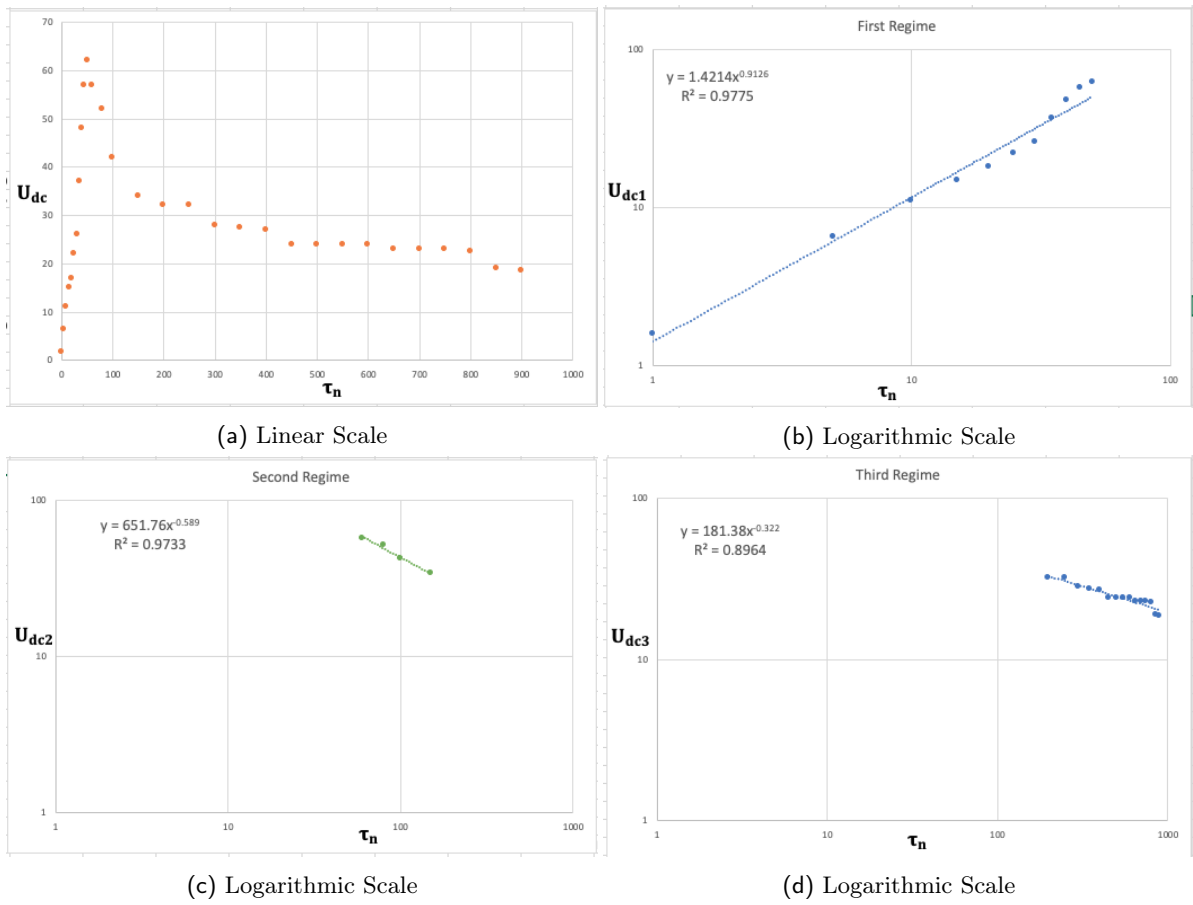 70
60
50
40
30
20
10
0
U_dc
0 100 200 300 400 500 600 700 800 900 1000
τ_n
(a) Linear Scale
First Regime
y = 1.4214x^0.9126
R² = 0.9775
100
10
1
U_dc1
1 10 100
τ_n
(b) Logarithmic Scale
Second Regime
y = 651.76x^-0.589
R² = 0.9733
100
10
1
U_dc2
1 10 100 1000
τ_n
(c) Logarithmic Scale
Third Regime
y = 181.38x^-0.322
R² = 0.8964
100
10
1
U_dc3
1 10 100 1000
τ_n
(d) Logarithmic Scale